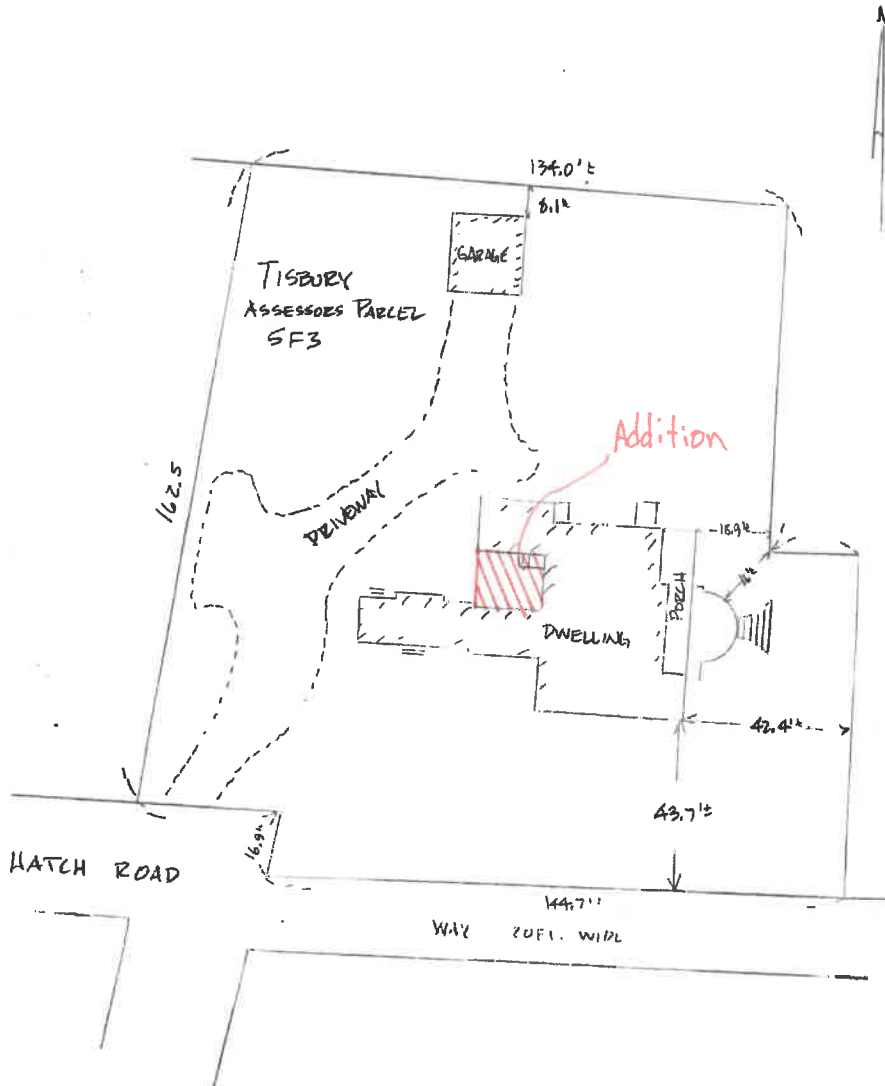 N
134.0'±
8.1'±
GARAGE
TISBURY
ASSESSORS PARCEL
5F3
Addition
162.5
DRIVEWAY
18.9'±
16'±
PORCH
DWELLING
42.4'±
43.7'±
16.9'±
HATCH ROAD
144.7'±
WAY 20FT. WIDE